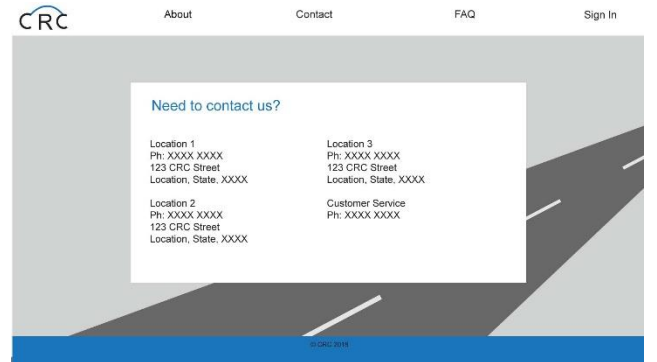 CRC
About
Contact
FAQ
Sign In
Need to contact us?
Location 1
Ph: XXXX XXXX
123 CRC Street
Location, State, XXXX
Location 2
Ph: XXXX XXXX
123 CRC Street
Location, State, XXXX
Location 3
Ph: XXXX XXXX
123 CRC Street
Location, State, XXXX
Customer Service
Ph: XXXX XXXX
© CRC 2019